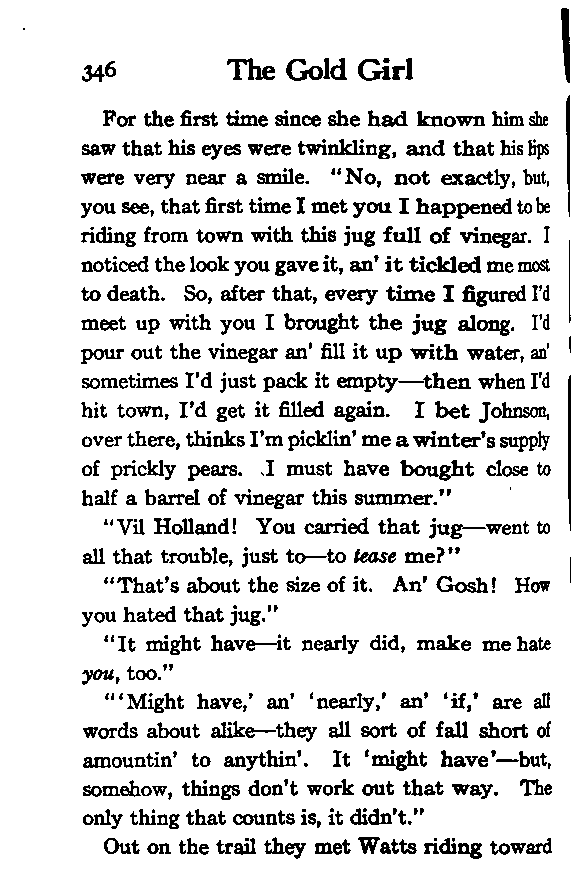 346 The Gold Girl
For the first time since she had known him she
saw that his eyes were twinkling, and that his lips
were very near a smile. "No, not exactly, but,
you see, that first time I met you I happened to be
riding from town with this jug full of vinegar. I
noticed the look you gave it, an' it tickled me most
to death. So, after that, every time I figured I'd
meet up with you I brought the jug along. I'd
pour out the vinegar an' fill it up with water, an'
sometimes I'd just pack it empty—then when I'd
hit town, I'd get it filled again. I bet Johnson,
over there, thinks I'm picklin' me a winter's supply
of prickly pears. I must have bought close to
half a barrel of vinegar this summer."
"Vil Holland! You carried that jug—went to
all that trouble, just to—to tease me?"
"That's about the size of it. An' Gosh! How
you hated that jug."
"It might have—it nearly did, make me hate
you, too."
"'Might have,' an' 'nearly,' an' 'if,' are all
words about alike—they all sort of fall short of
amountin' to anythin'. It 'might have'—but,
somehow, things don't work out that way. The
only thing that counts is, it didn't."
Out on the trail they met Watts riding toward